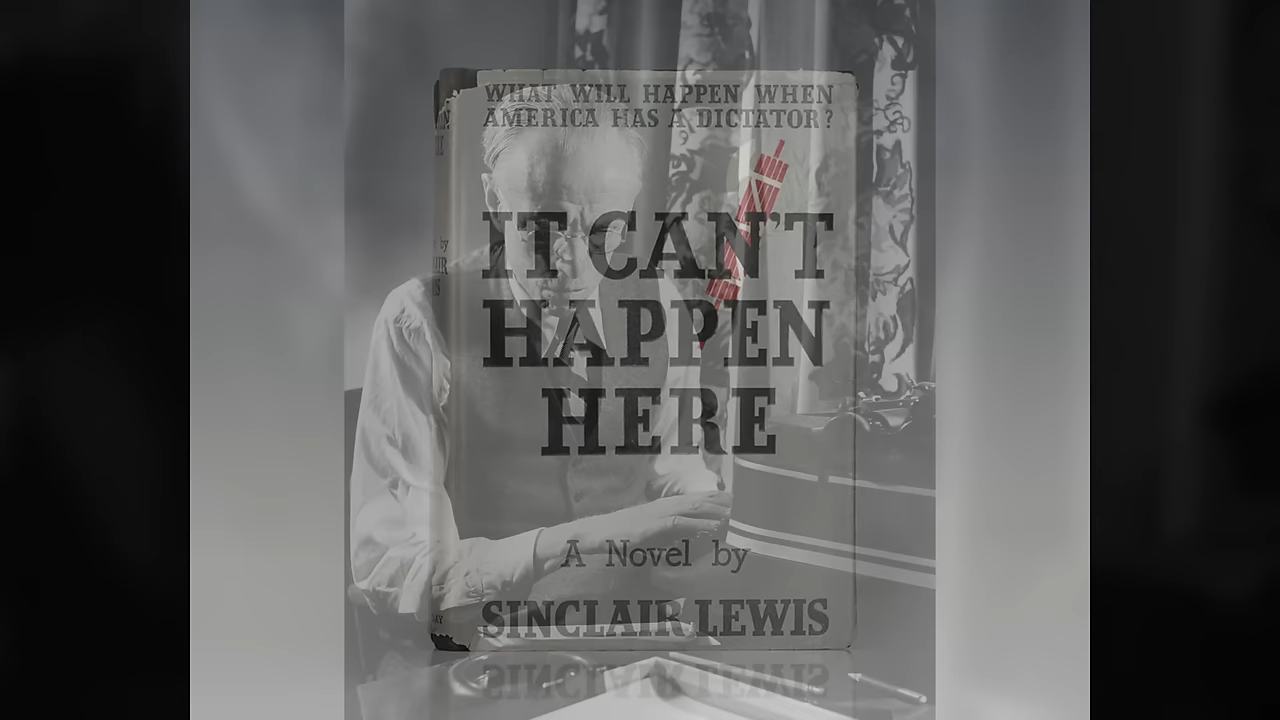 WHAT WILL HAPPEN WHEN
AMERICA HAS A DICTATOR?
IT CAN'T
HAPPEN
HERE
A Novel by
SINCLAIR LEWIS